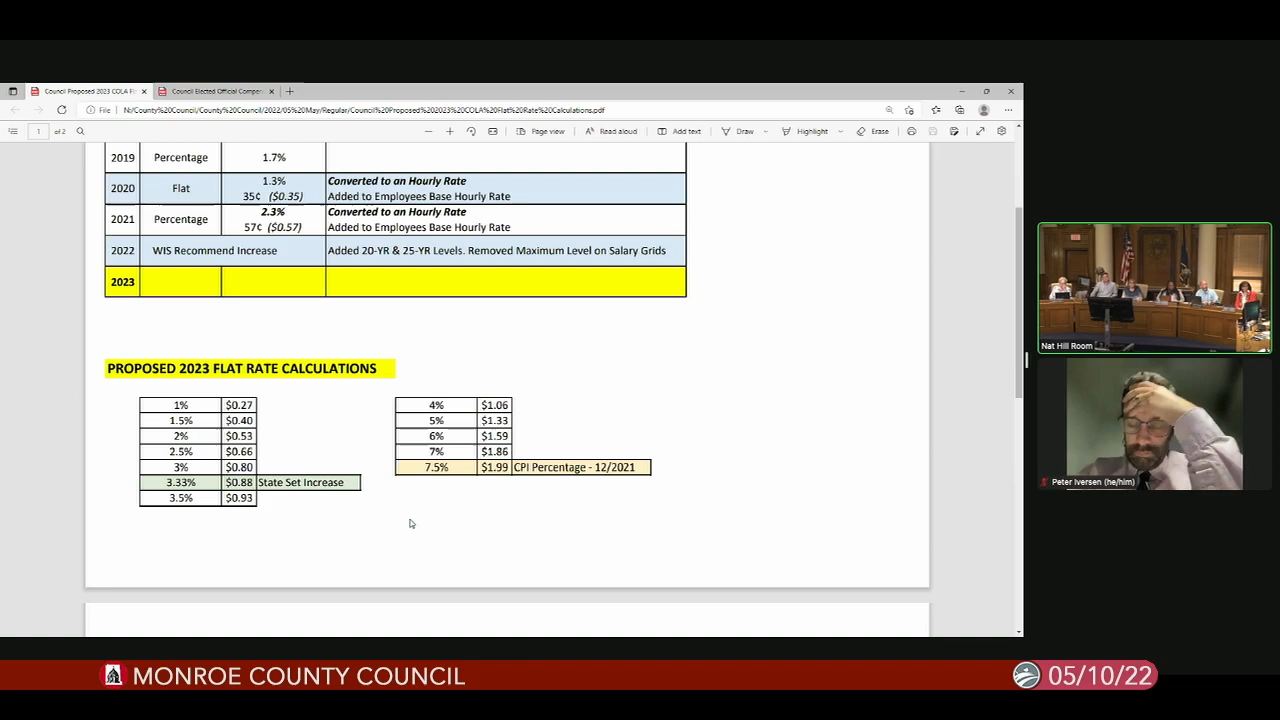 Council Proposed 2023 COLA Fl
Council Elected Official Compen
File N:/County%20Council/County%20Council/2022/05%20May/Regular/Council%20Proposed%202023%20COLA%20Flat%20Rate%20Calculations.pdf
1 of 2 Page view Read aloud Add text Draw Highlight Erase
2019 Percentage 1.7%
2020 Flat 1.3% Converted to an Hourly Rate
35¢ ($0.35) Added to Employees Base Hourly Rate
2021 Percentage 2.3% Converted to an Hourly Rate
57¢ ($0.57) Added to Employees Base Hourly Rate
2022 WIS Recommend Increase Added 20-YR & 25-YR Levels. Removed Maximum Level on Salary Grids
2023
PROPOSED 2023 FLAT RATE CALCULATIONS
1% $0.27
1.5% $0.40
2% $0.53
2.5% $0.66
3% $0.80
3.33% $0.88 State Set Increase
3.5% $0.93
4% $1.06
5% $1.33
6% $1.59
7% $1.86
7.5% $1.99 CPI Percentage - 12/2021
Nat Hill Room
Peter Iversen (he/him)
MONROE COUNTY COUNCIL
05/10/22